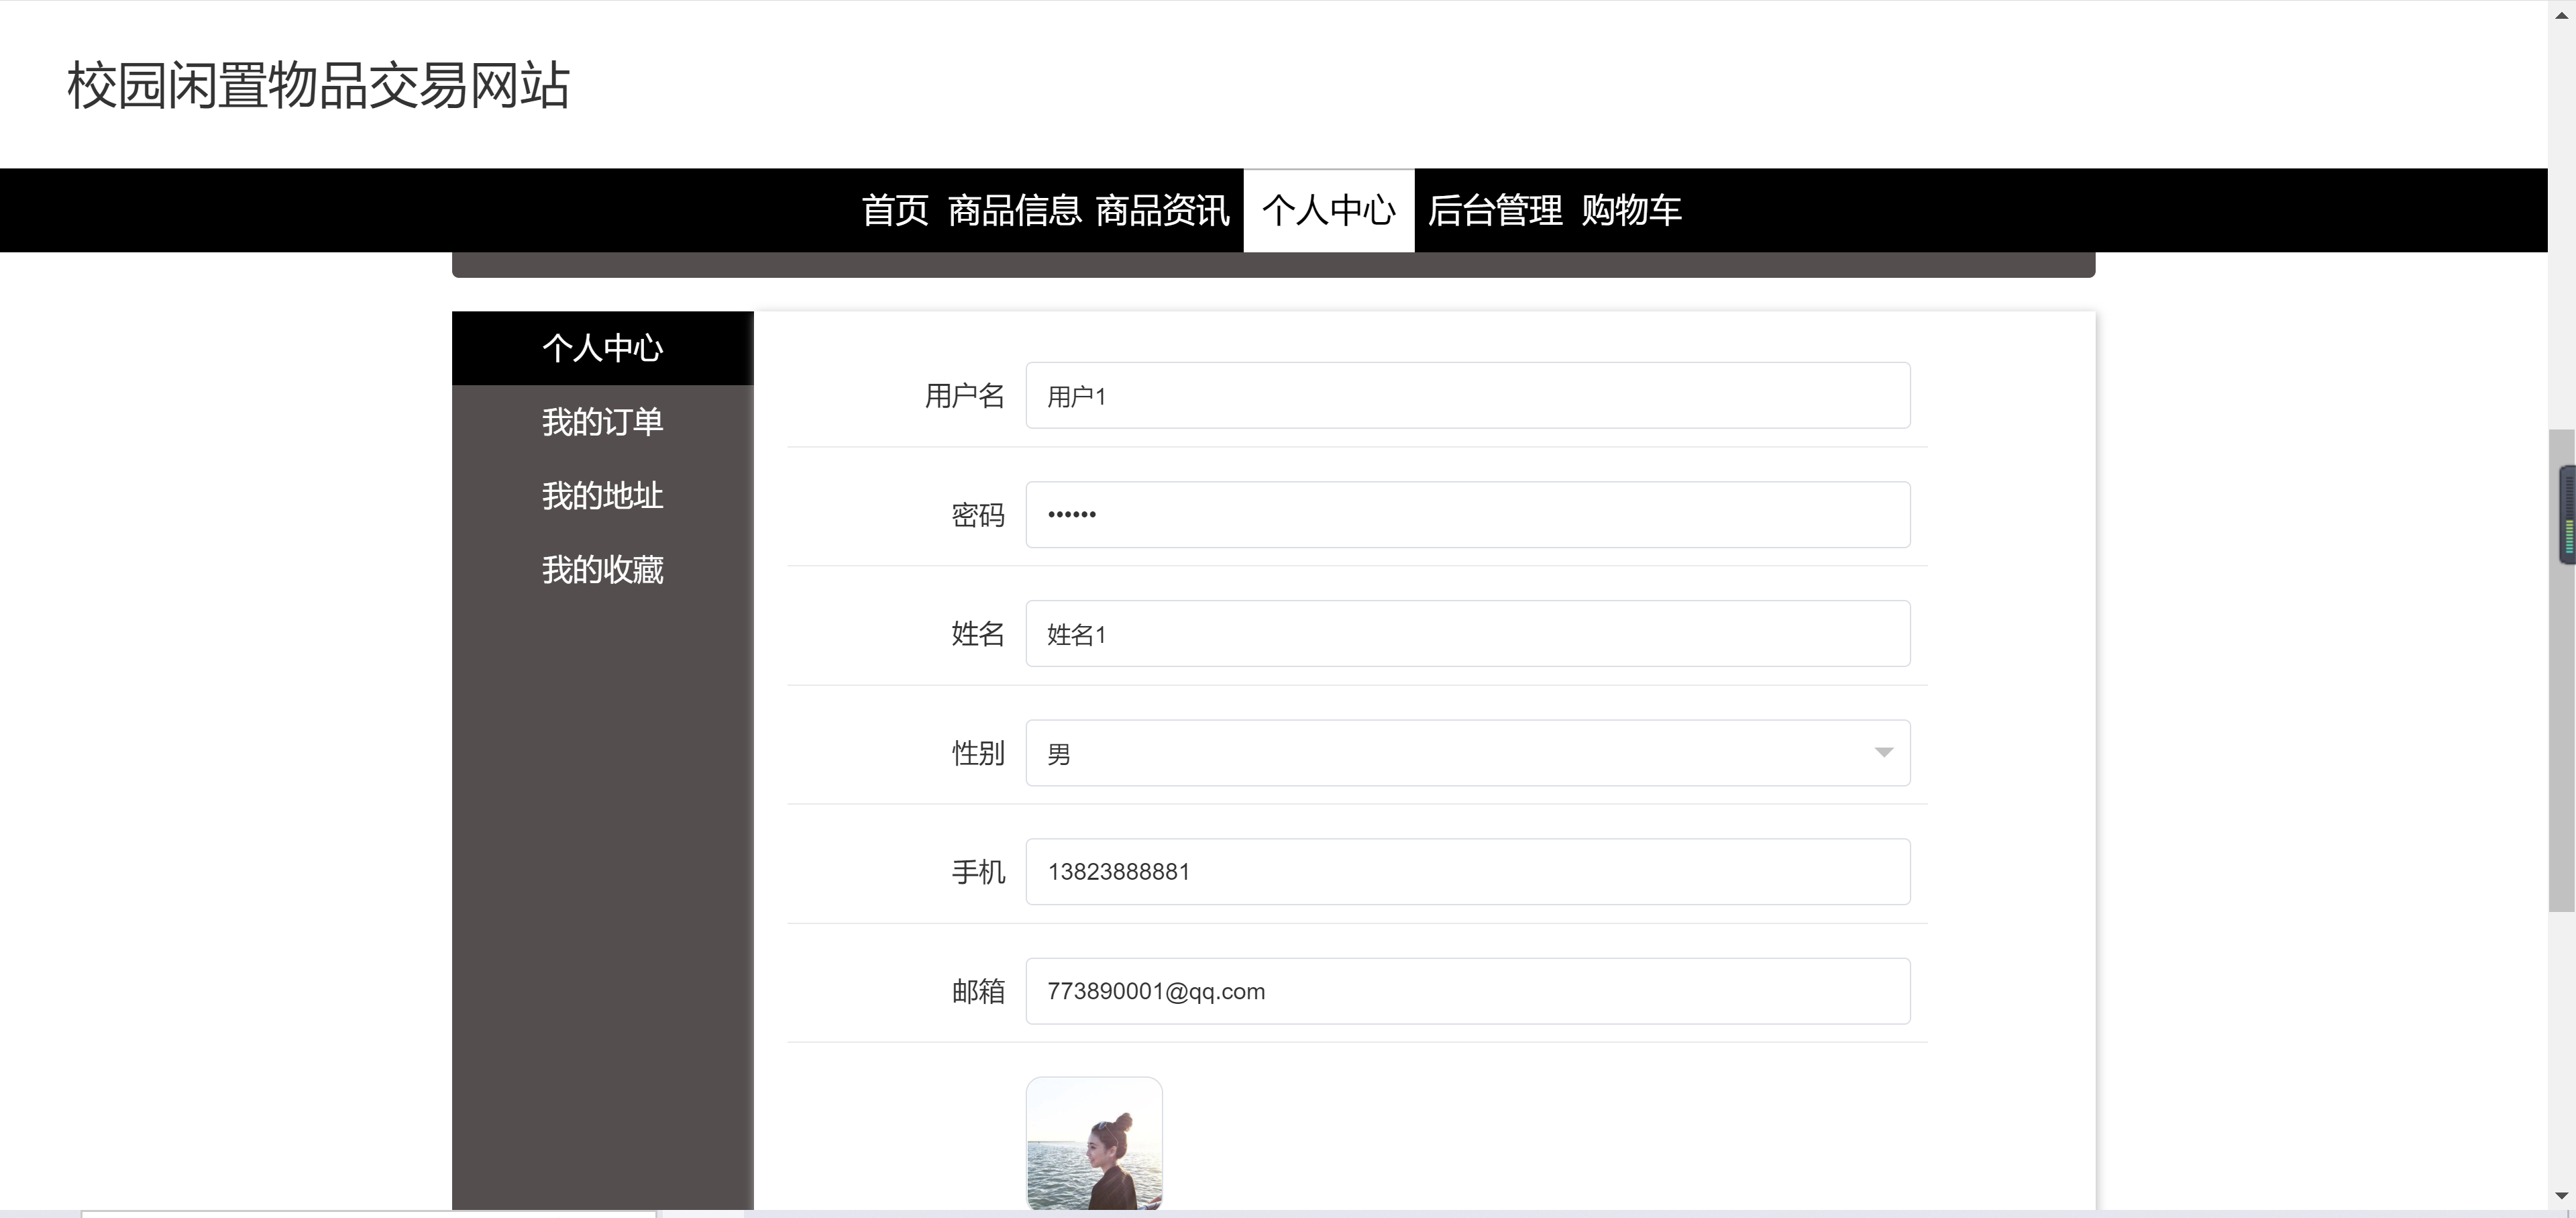 校园闲置物品交易网站
首页 商品信息 商品资讯 个人中心 后台管理 购物车
个人中心
我的订单
我的地址
我的收藏
用户名 用户1
密码 ••••••
姓名 姓名1
性别 男
手机 13823888881
邮箱 773890001@qq.com